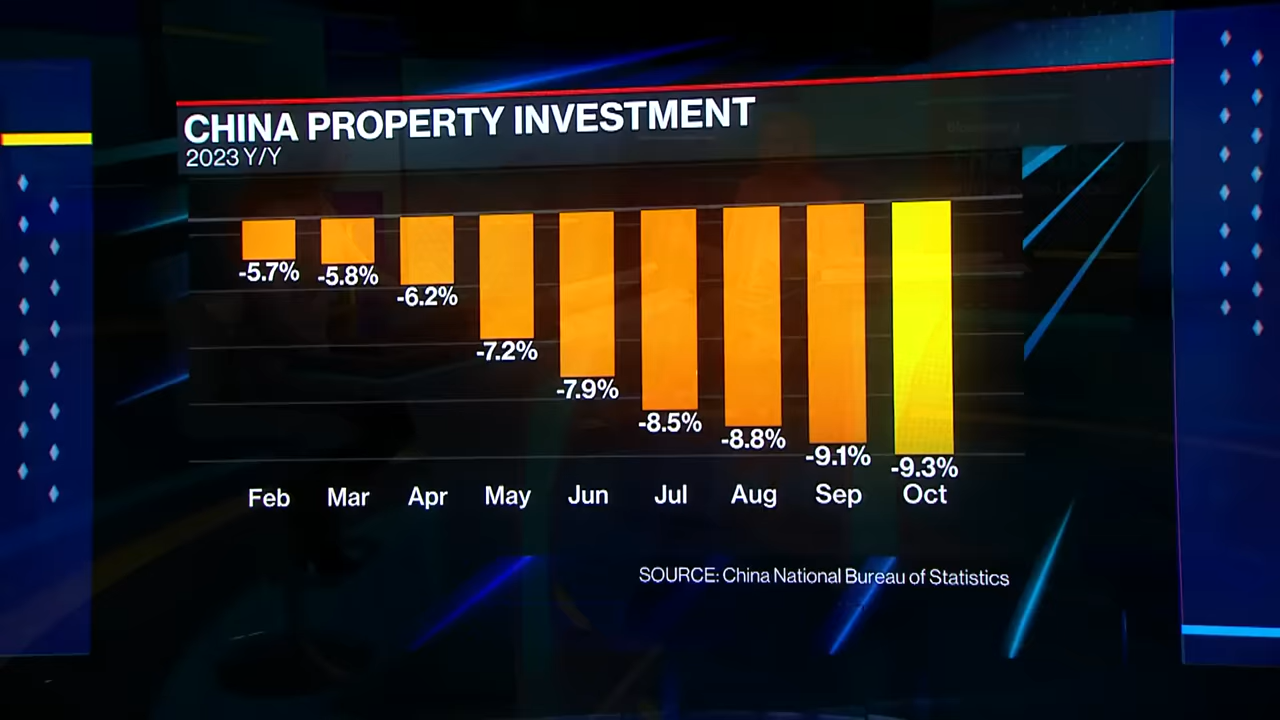 CHINA PROPERTY INVESTMENT
2023 Y/Y
-5.7%
-5.8%
-6.2%
-7.2%
-7.9%
-8.5%
-8.8%
-9.1%
-9.3%
Feb Mar Apr May Jun Jul Aug Sep Oct
SOURCE: China National Bureau of Statistics